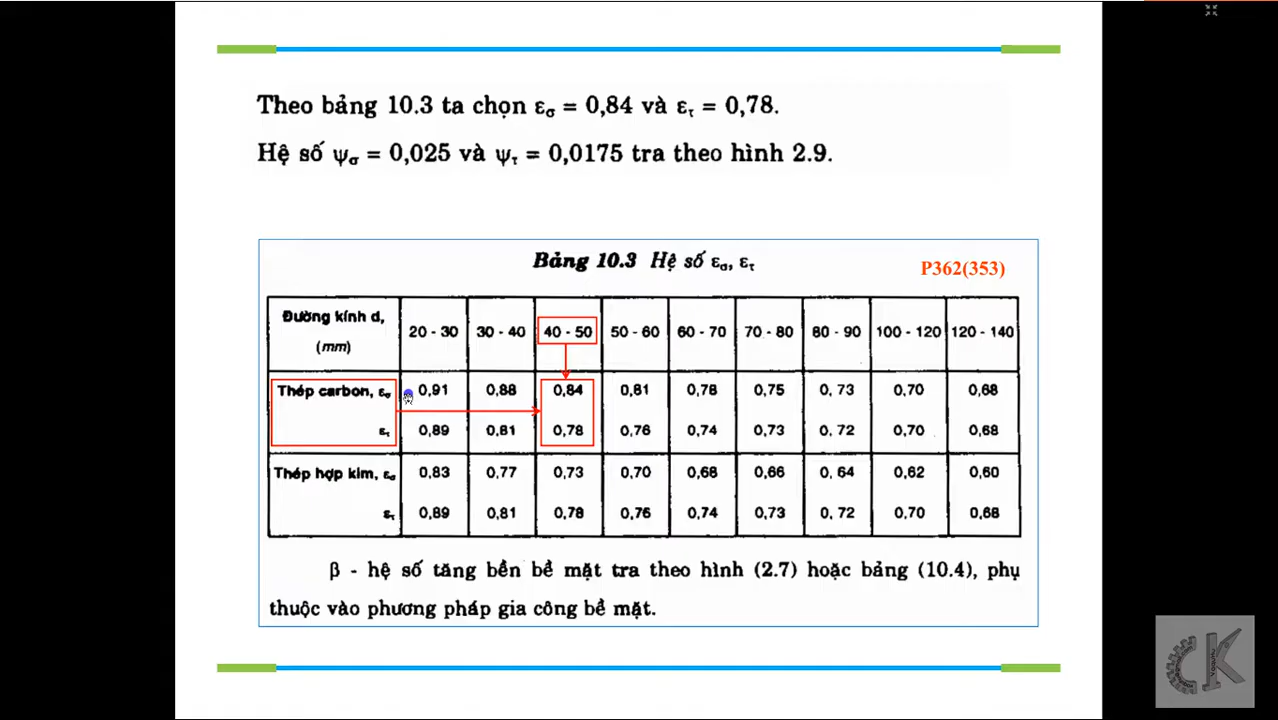 Theo bảng 10.3 ta chọn εσ = 0,84 và ετ = 0,78.
Hệ số ψσ = 0,025 và ψτ = 0,0175 tra theo hình 2.9.
Bảng 10.3 Hệ số εσ, ετ
P362(353)
Đường kính d, (mm) 20 - 30 30 - 40 40 - 50 50 - 60 60 - 70 70 - 80 80 - 90 100 - 120 120 - 140
Thép carbon, εσ 0,91 0,88 0,84 0,81 0,78 0,75 0, 73 0,70 0,68
ετ 0,89 0,81 0,78 0,76 0,74 0,73 0, 72 0,70 0,68
Thép hợp kim, εσ 0,83 0,77 0,73 0,70 0,68 0,66 0, 64 0,62 0,60
ετ 0,89 0,81 0,78 0,76 0,74 0,73 0, 72 0,70 0,68
β - hệ số tăng bền bề mặt tra theo hình (2.7) hoặc bảng (10.4), phụ
thuộc vào phương pháp gia công bề mặt.
CK